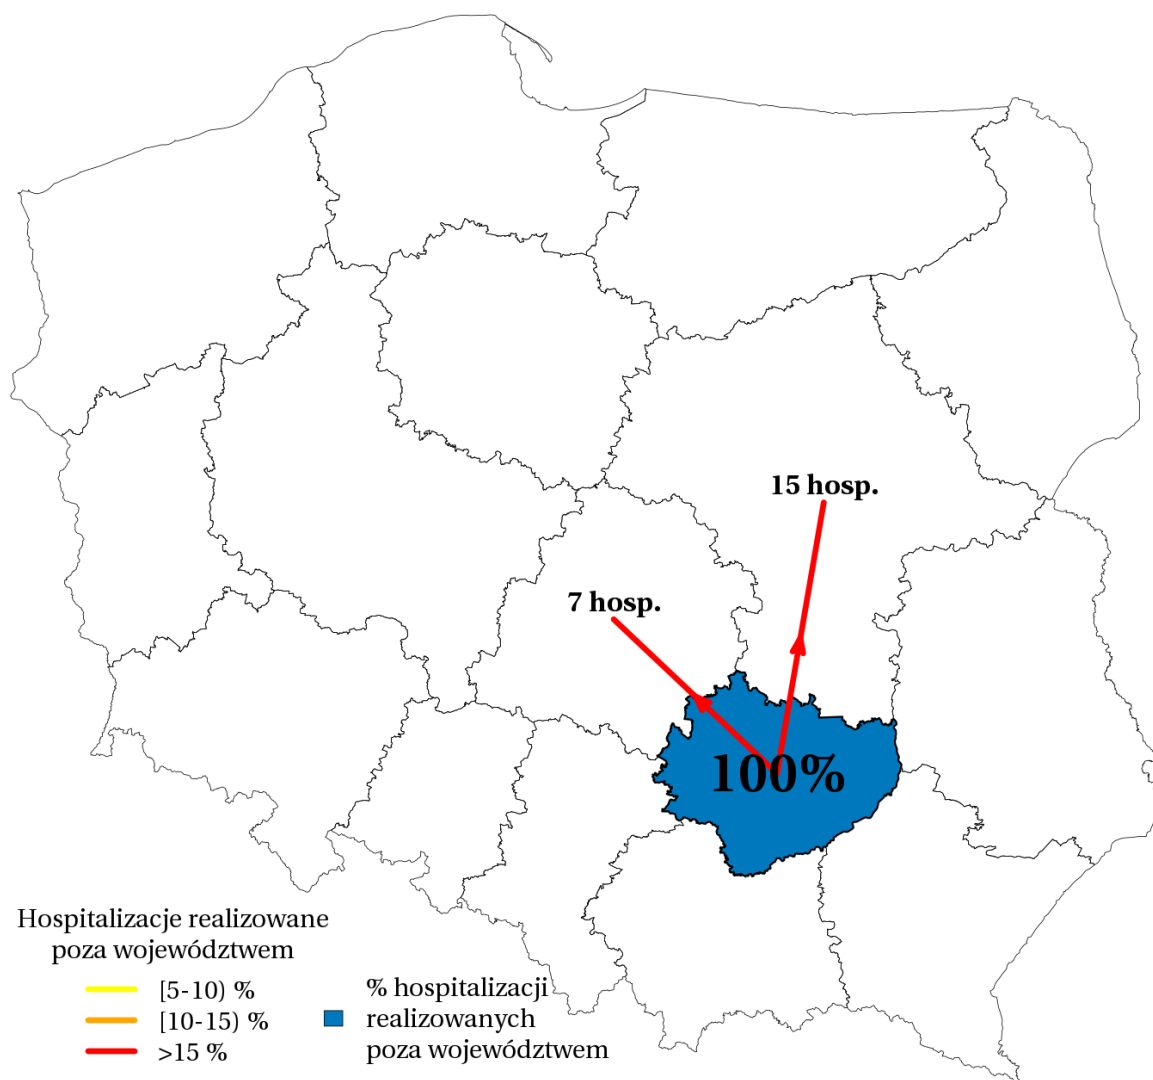 15 hosp.
7 hosp.
100%
Hospitalizacje realizowane
poza województwem
[5-10) %
[10-15) %
>15 %
% hospitalizacji
realizowanych
poza województwem